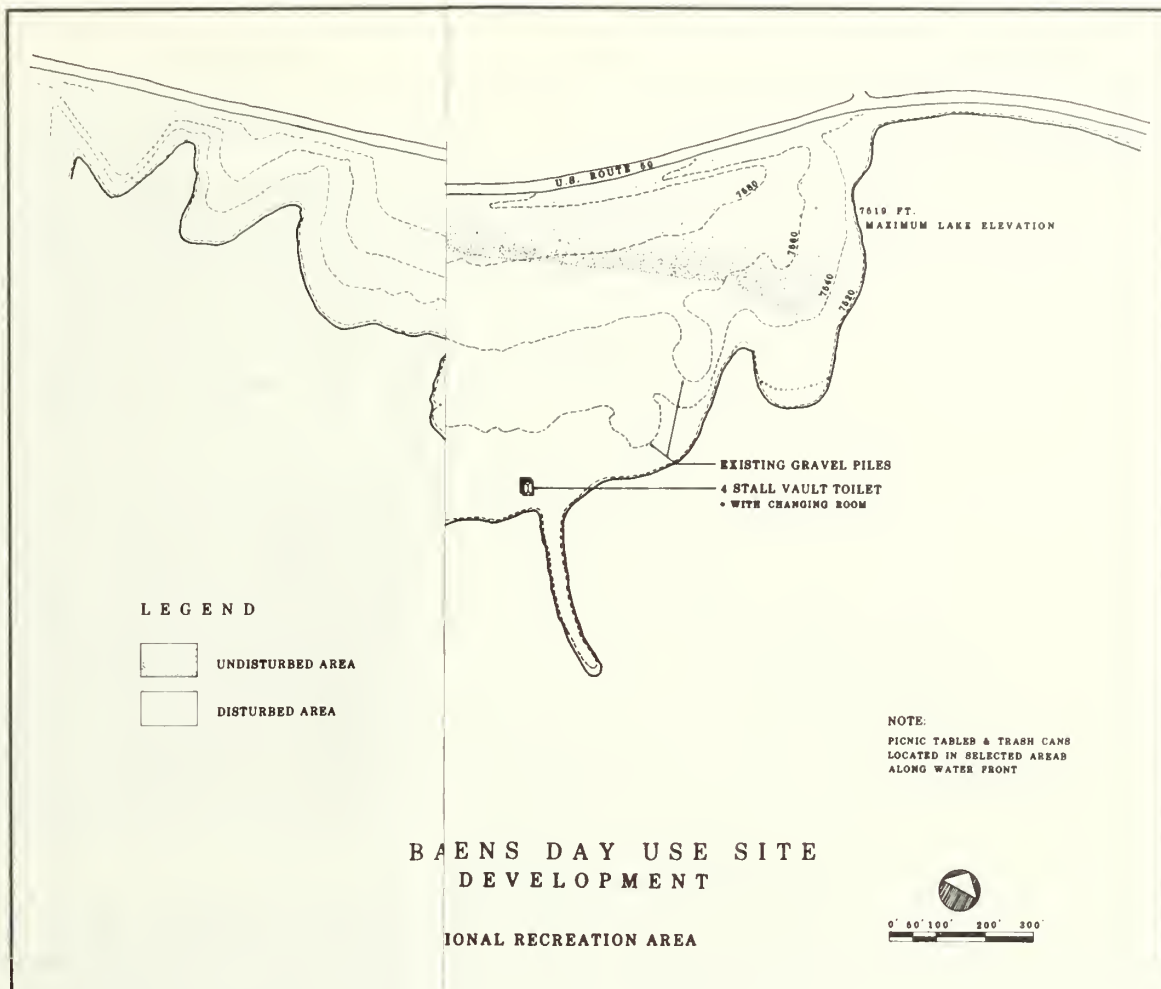 U.S. ROUTE 50
7580
7560
7540
7520
7519 FT.
MAXIMUM LAKE ELEVATION
EXISTING GRAVEL PILES
4 STALL VAULT TOILET
• WITH CHANGING ROOM
LEGEND
UNDISTURBED AREA
DISTURBED AREA
NOTE:
PICNIC TABLES & TRASH CANS
LOCATED IN SELECTED AREAS
ALONG WATER FRONT
BAENS DAY USE SITE
DEVELOPMENT
IONAL RECREATION AREA
0' 50' 100' 200' 300'